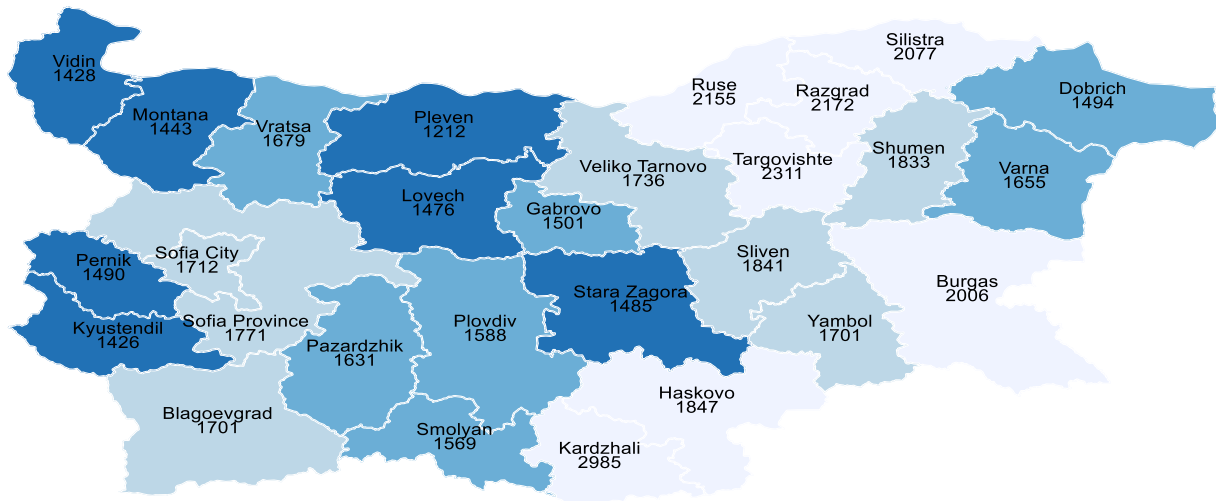 Vidin
1428
Montana
1443
Vratsa
1679
Pleven
1212
Lovech
1476
Gabrovo
1501
Veliko Tarnovo
1736
Ruse
2155
Razgrad
2172
Silistra
2077
Targovishte
2311
Shumen
1833
Dobrich
1494
Varna
1655
Sofia City
1712
Pernik
1490
Kyustendil
1426
Sofia Province
1771
Pazardzhik
1631
Plovdiv
1588
Stara Zagora
1485
Sliven
1841
Yambol
1701
Burgas
2006
Blagoevgrad
1701
Smolyan
1569
Haskovo
1847
Kardzhali
2985